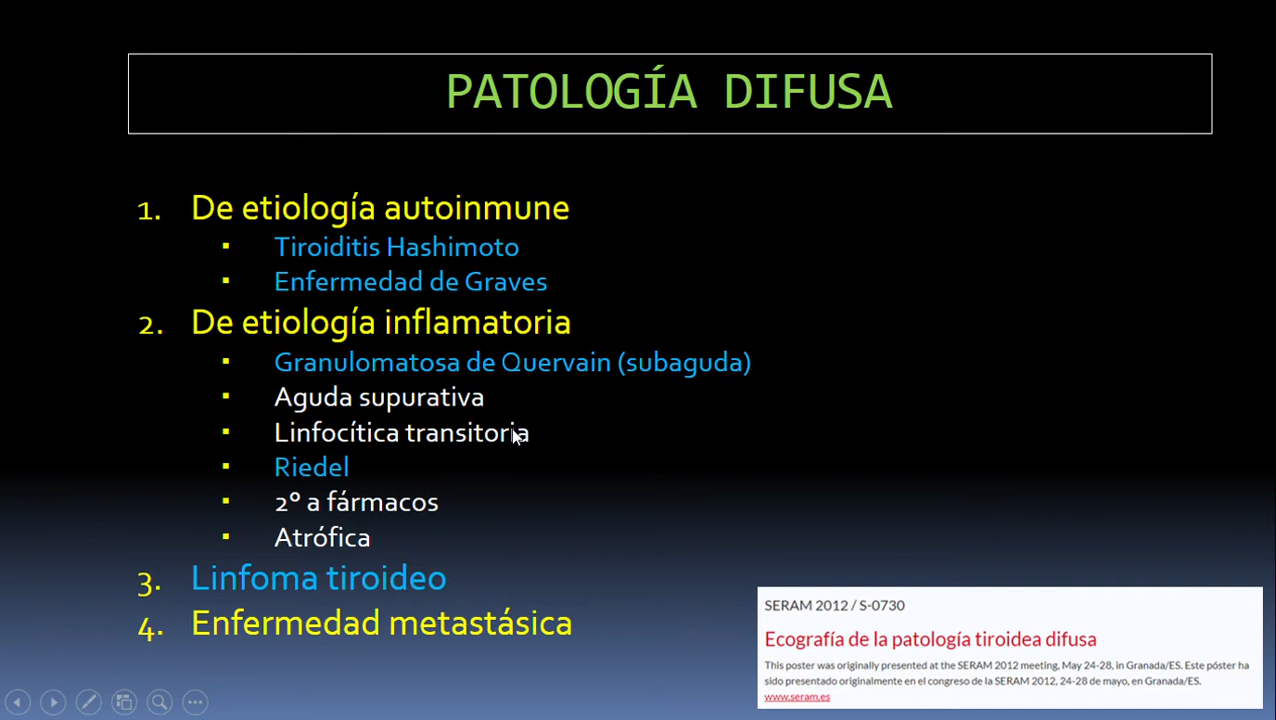 PATOLOGÍA DIFUSA
1. De etiología autoinmune
▪ Tiroiditis Hashimoto
▪ Enfermedad de Graves
2. De etiología inflamatoria
▪ Granulomatosa de Quervain (subaguda)
▪ Aguda supurativa
▪ Linfocítica transitoria
▪ Riedel
▪ 2º a fármacos
▪ Atrófica
3. Linfoma tiroideo
4. Enfermedad metastásica
SERAM 2012 / S-0730
Ecografía de la patología tiroidea difusa
This poster was originally presented at the SERAM 2012 meeting, May 24-28, in Granada/ES. Este póster ha
sido presentado originalmente en el congreso de la SERAM 2012, 24-28 de mayo, en Granada/ES.
www.seram.es